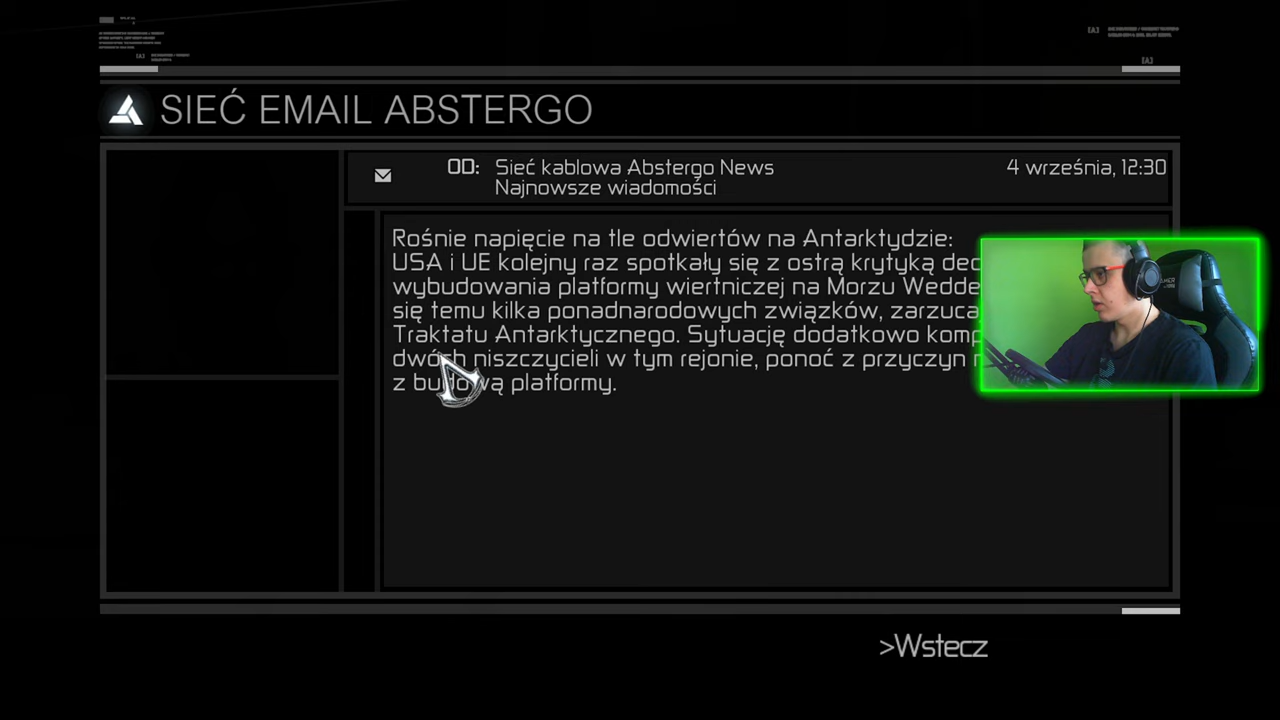 SIEĆ EMAIL ABSTERGO
OD: Sieć kablowa Abstergo News 4 września, 12:30
Najnowsze wiadomości
Rośnie napięcie na tle odwiertów na Antarktydzie:
USA i UE kolejny raz spotkały się z ostrą krytyką
wybudowania platformy wiertniczej na Morzu
się temu kilka ponadnarodowych związków,
Traktatu Antarktycznego. Sytuację dodatkowo
dwóch niszczycieli w tym rejonie, ponoć z przyczyn
z budową platformy.
>Wstecz